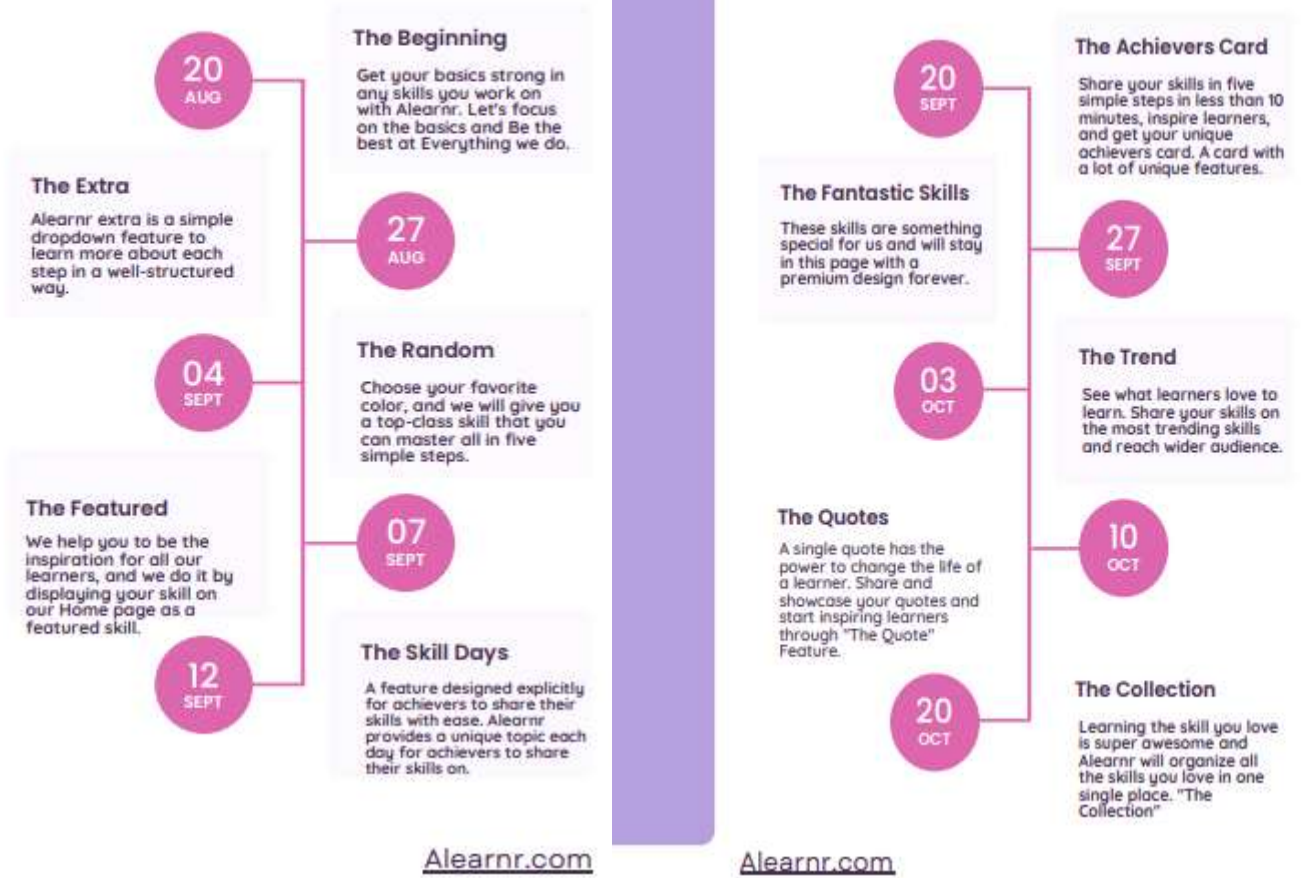 20
AUG
The Beginning
Get your basics strong in
any skills you work on
with Alearnr. Let's focus
on the basics and Be the
best at Everything we do.
The Extra
Alearnr extra is a simple
dropdown feature to
learn more about each
step in a well-structured
way.
27
AUG
04
SEPT
The Random
Choose your favorite
color, and we will give you
a top-class skill that you
can master all in five
simple steps.
The Featured
We help you to be the
inspiration for all our
learners, and we do it by
displaying your skill on
our Home page as a
featured skill.
07
SEPT
12
SEPT
The Skill Days
A feature designed explicitly
for achievers to share their
skills with ease. Alearnr
provides a unique topic each
day for achievers to share
their skills on.
Alearnr.com
20
SEPT
The Achievers Card
Share your skills in five
simple steps in less than 10
minutes, inspire learners,
and get your unique
achievers card. A card with
a lot of unique features.
The Fantastic Skills
These skills are something
special for us and will stay
in this page with a
premium design forever.
27
SEPT
03
OCT
The Trend
See what learners love to
learn. Share your skills on
the most trending skills
and reach wider audience.
The Quotes
A single quote has the
power to change the life of
a learner. Share and
showcase your quotes and
start inspiring learners
through "The Quote"
Feature.
10
OCT
20
OCT
The Collection
Learning the skill you love
is super awesome and
Alearnr will organize all
the skills you love in one
single place. "The
Collection"
Alearnr.com